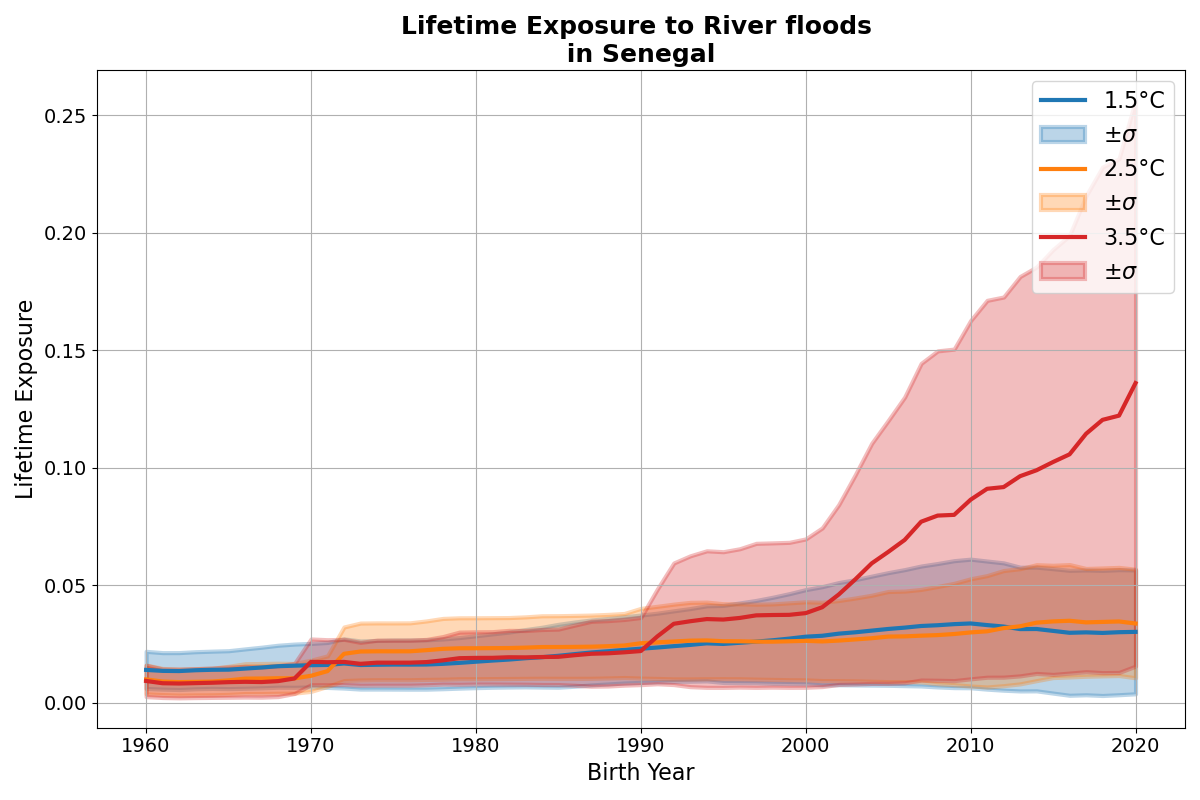 Lifetime Exposure to River floods
in Senegal
Lifetime Exposure
0.25
0.20
0.15
0.10
0.05
0.00
1960 1970 1980 1990 2000 2010 2020
Birth Year
1.5°C
±σ
2.5°C
±σ
3.5°C
±σ